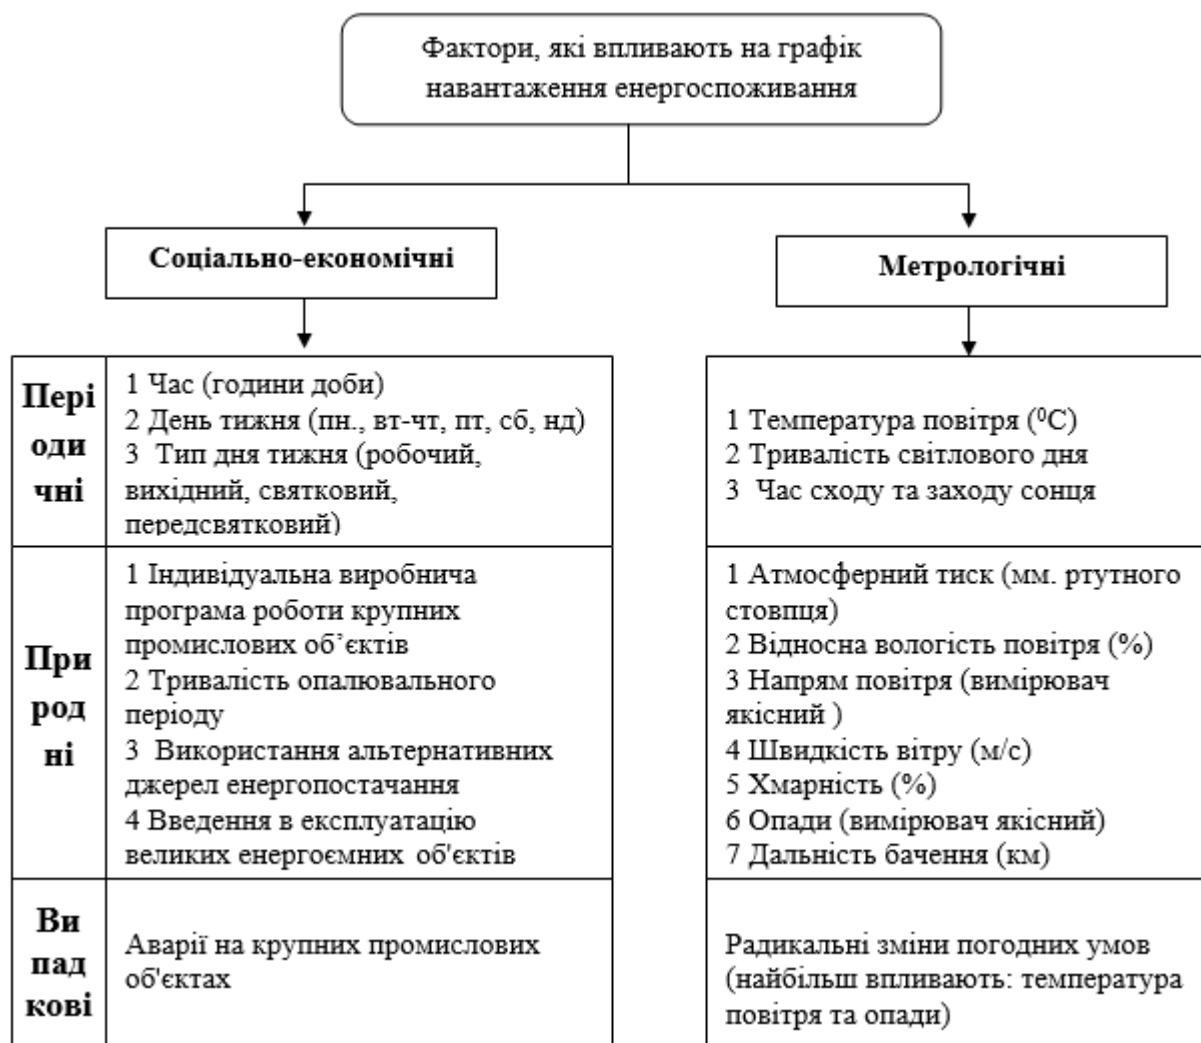 Фактори, які впливають на графік
навантаження енергоспоживання
Соціально-економічні
Метрологічні
Пері
оди
чні
1 Час (години доби)
2 День тижня (пн., вт-чт, пт, сб, нд)
3 Тип дня тижня (робочий,
вихідний, святковий,
передсвятковий)
1 Температура повітря (⁰С)
2 Тривалість світлового дня
3 Час сходу та заходу сонця
При
род
ні
1 Індивідуальна виробнича
програма роботи крупних
промислових об’єктів
2 Тривалість опалювального
періоду
3 Використання альтернативних
джерел енергопостачання
4 Введення в експлуатацію
великих енергоємних об'єктів
1 Атмосферний тиск (мм. ртутного
стовпця)
2 Відносна вологість повітря (%)
3 Напрям повітря (вимірювач
якісний )
4 Швидкість вітру (м/с)
5 Хмарність (%)
6 Опади (вимірювач якісний)
7 Дальність бачення (км)
Ви
пад
кові
Аварії на крупних промислових
об'єктах
Радикальні зміни погодних умов
(найбільш впливають: температура
повітря та опади)